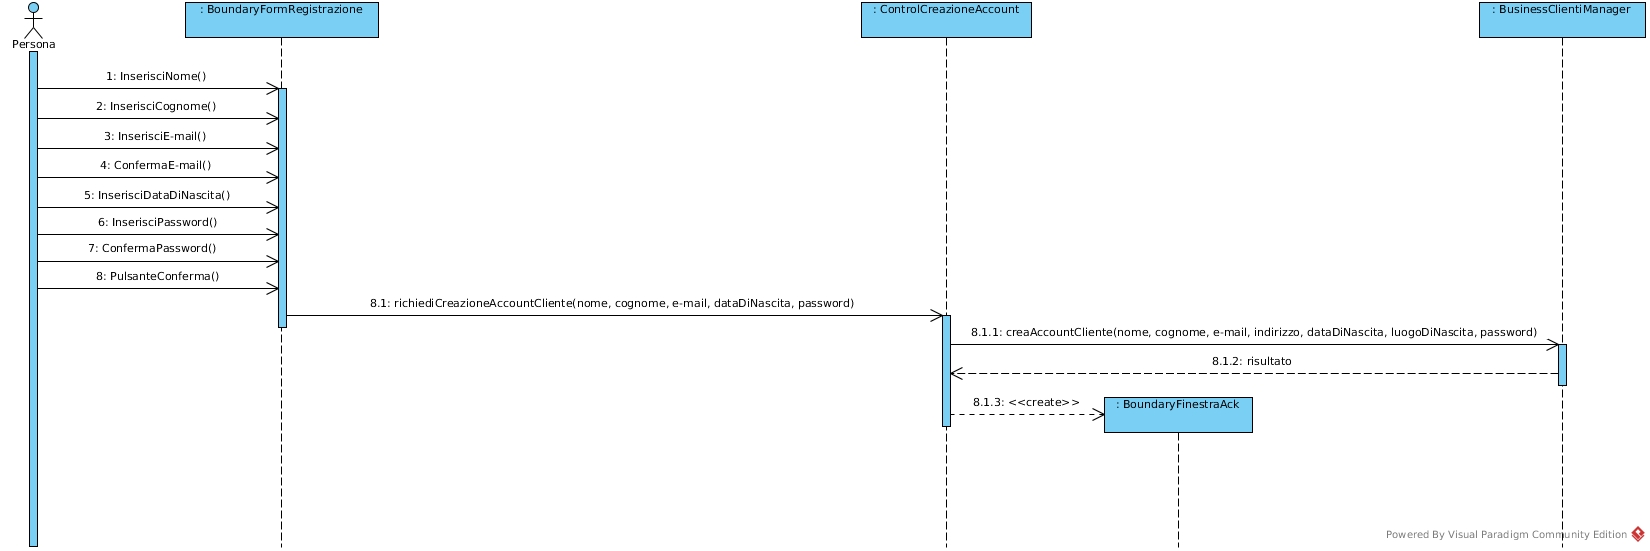 : BoundaryFormRegistrazione
: ControlCreazioneAccount
: BusinessClientiManager
Persona
1: InserisciNome()
2: InserisciCognome()
3: InserisciE-mail()
4: ConfermaE-mail()
5: InserisciDataDiNascita()
6: InserisciPassword()
7: ConfermaPassword()
8: PulsanteConferma()
8.1: richiediCreazioneAccountCliente(nome, cognome, e-mail, dataDiNascita, password)
8.1.1: creaAccountCliente(nome, cognome, e-mail, indirizzo, dataDiNascita, luogoDiNascita, password)
8.1.2: risultato
8.1.3: <<create>>
: BoundaryFinestraAck
Powered By Visual Paradigm Community Edition